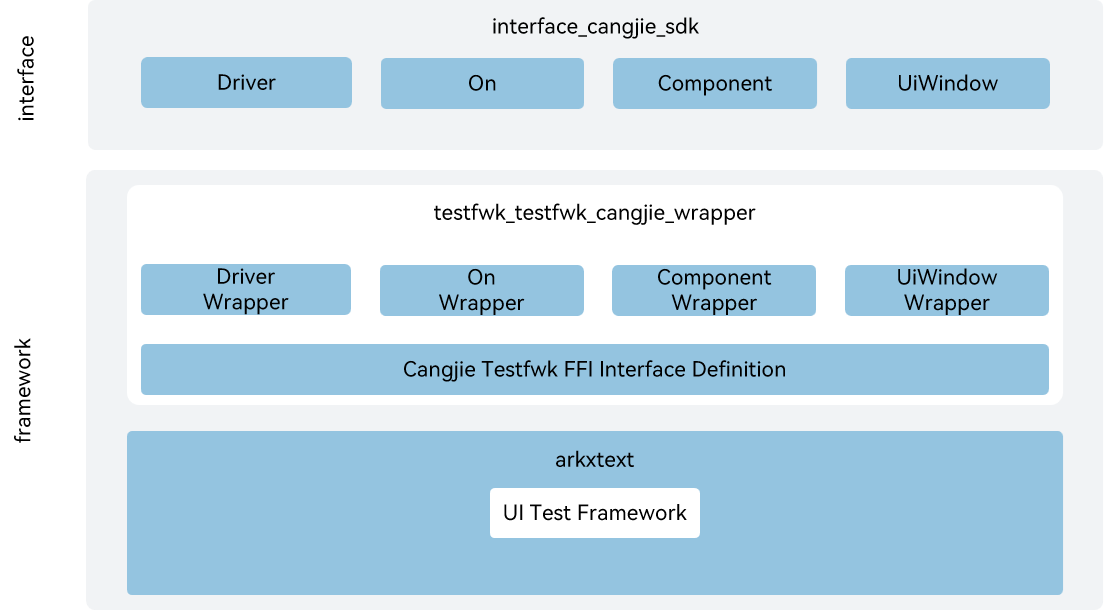 interface
interface_cangjie_sdk
Driver
On
Component
UiWindow
framework
testfwk_testfwk_cangjie_wrapper
Driver
Wrapper
On
Wrapper
Component
Wrapper
UiWindow
Wrapper
Cangjie Testfwk FFI Interface Definition
arkxtext
UI Test Framework